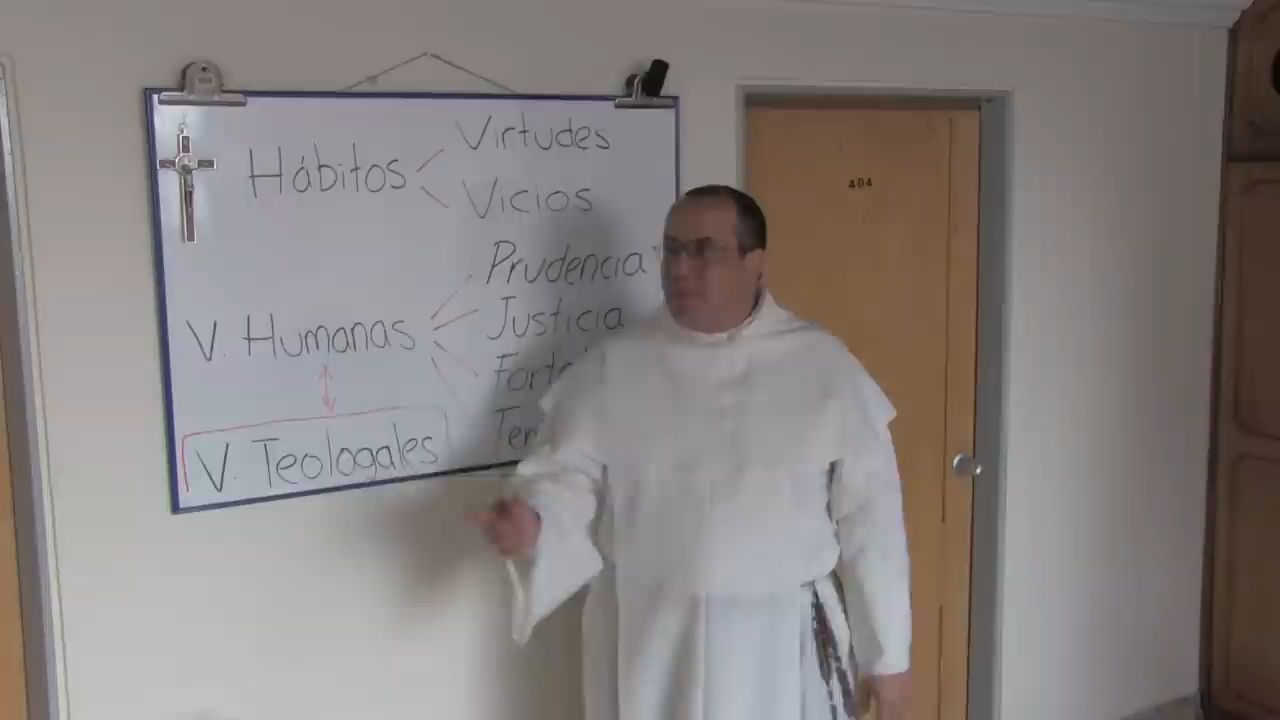 Hábitos
Virtudes
Vicios
V. Humanas
Prudencia
Justicia
V. Teologales
404